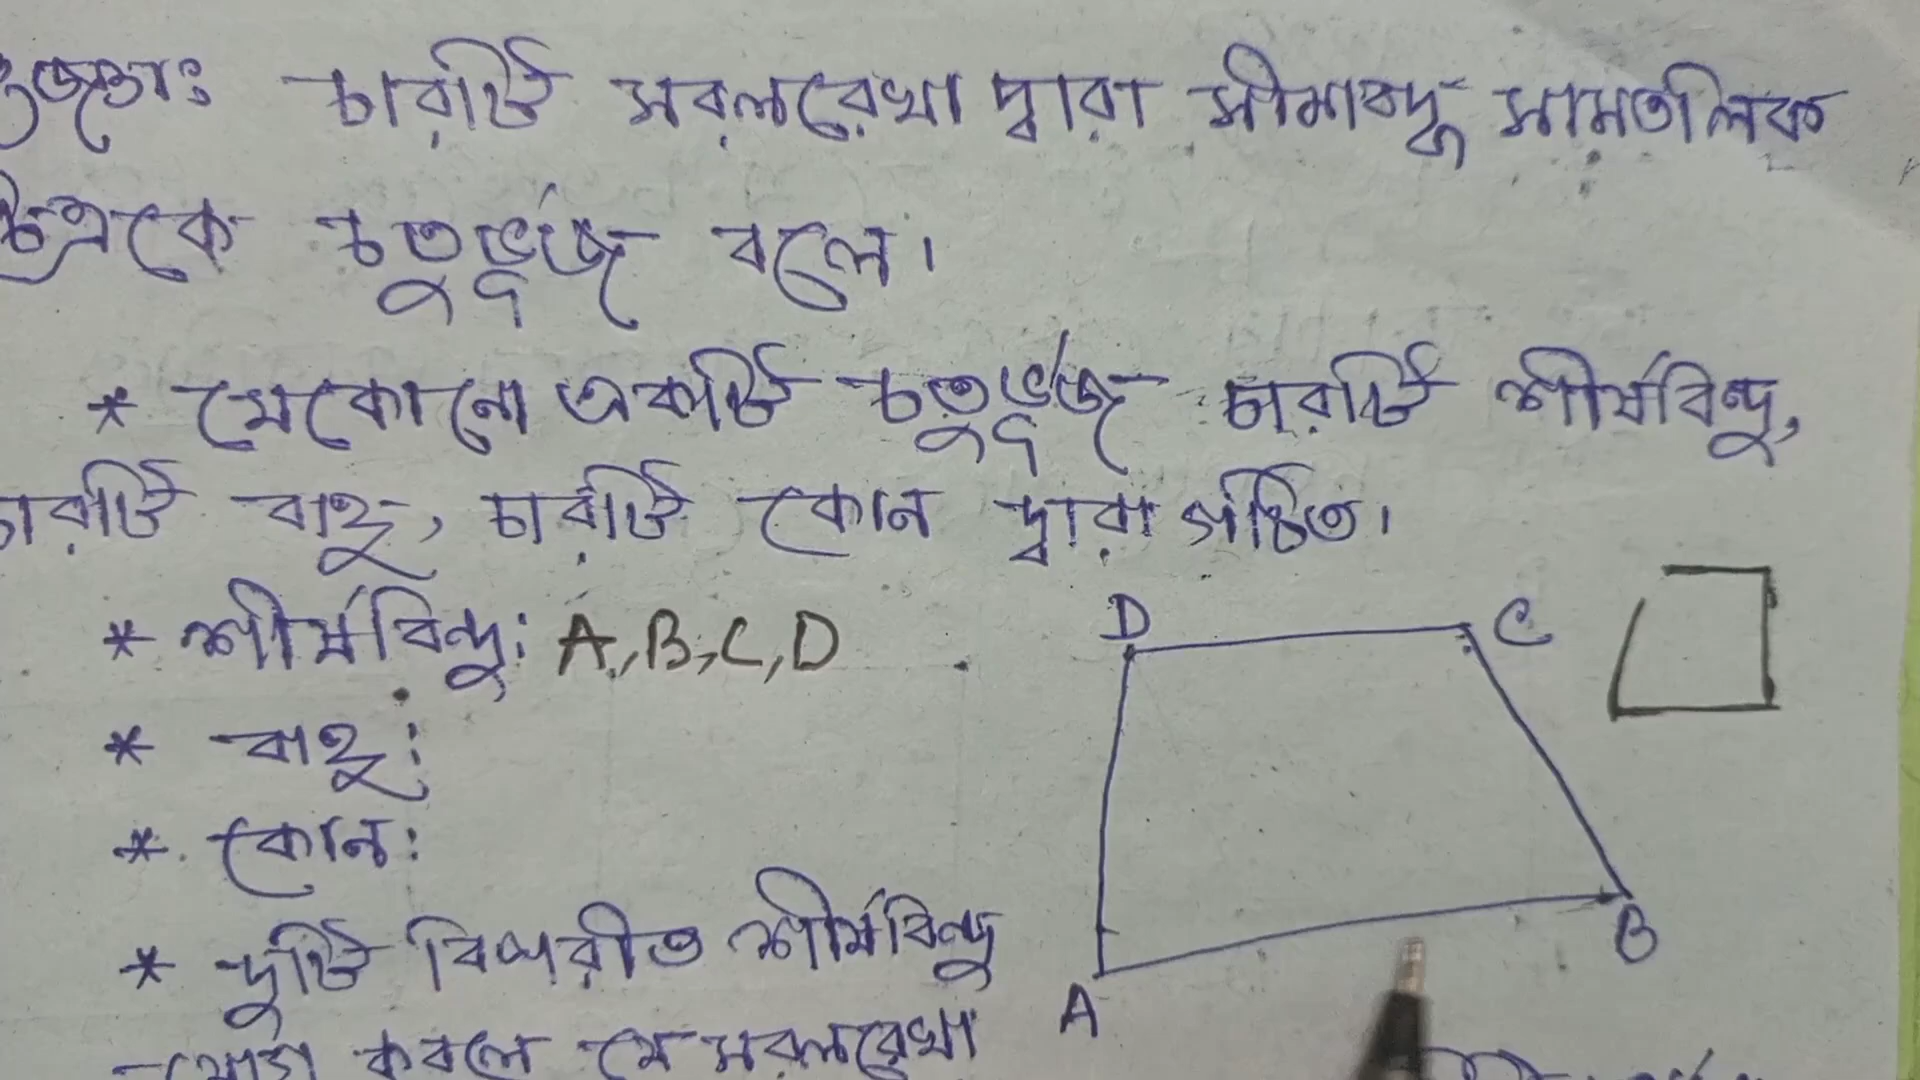 চারটি সরলরেখা দ্বারা সীমাবদ্ধ সামতলিক
চিত্রকে চতুর্ভুজ বলে।
* যেকোনো একটি চতুর্ভুজ চারটি শীর্ষবিন্দু,
চারটি বাহু, চারটি কোন দ্বারা গঠিত।
* শীর্ষবিন্দু: A, B, C, D
D C
* বাহু:
* কোন:
* দুটি বিপরীত শীর্ষবিন্দু
B
A
যোগ করলে যে সরলরেখা